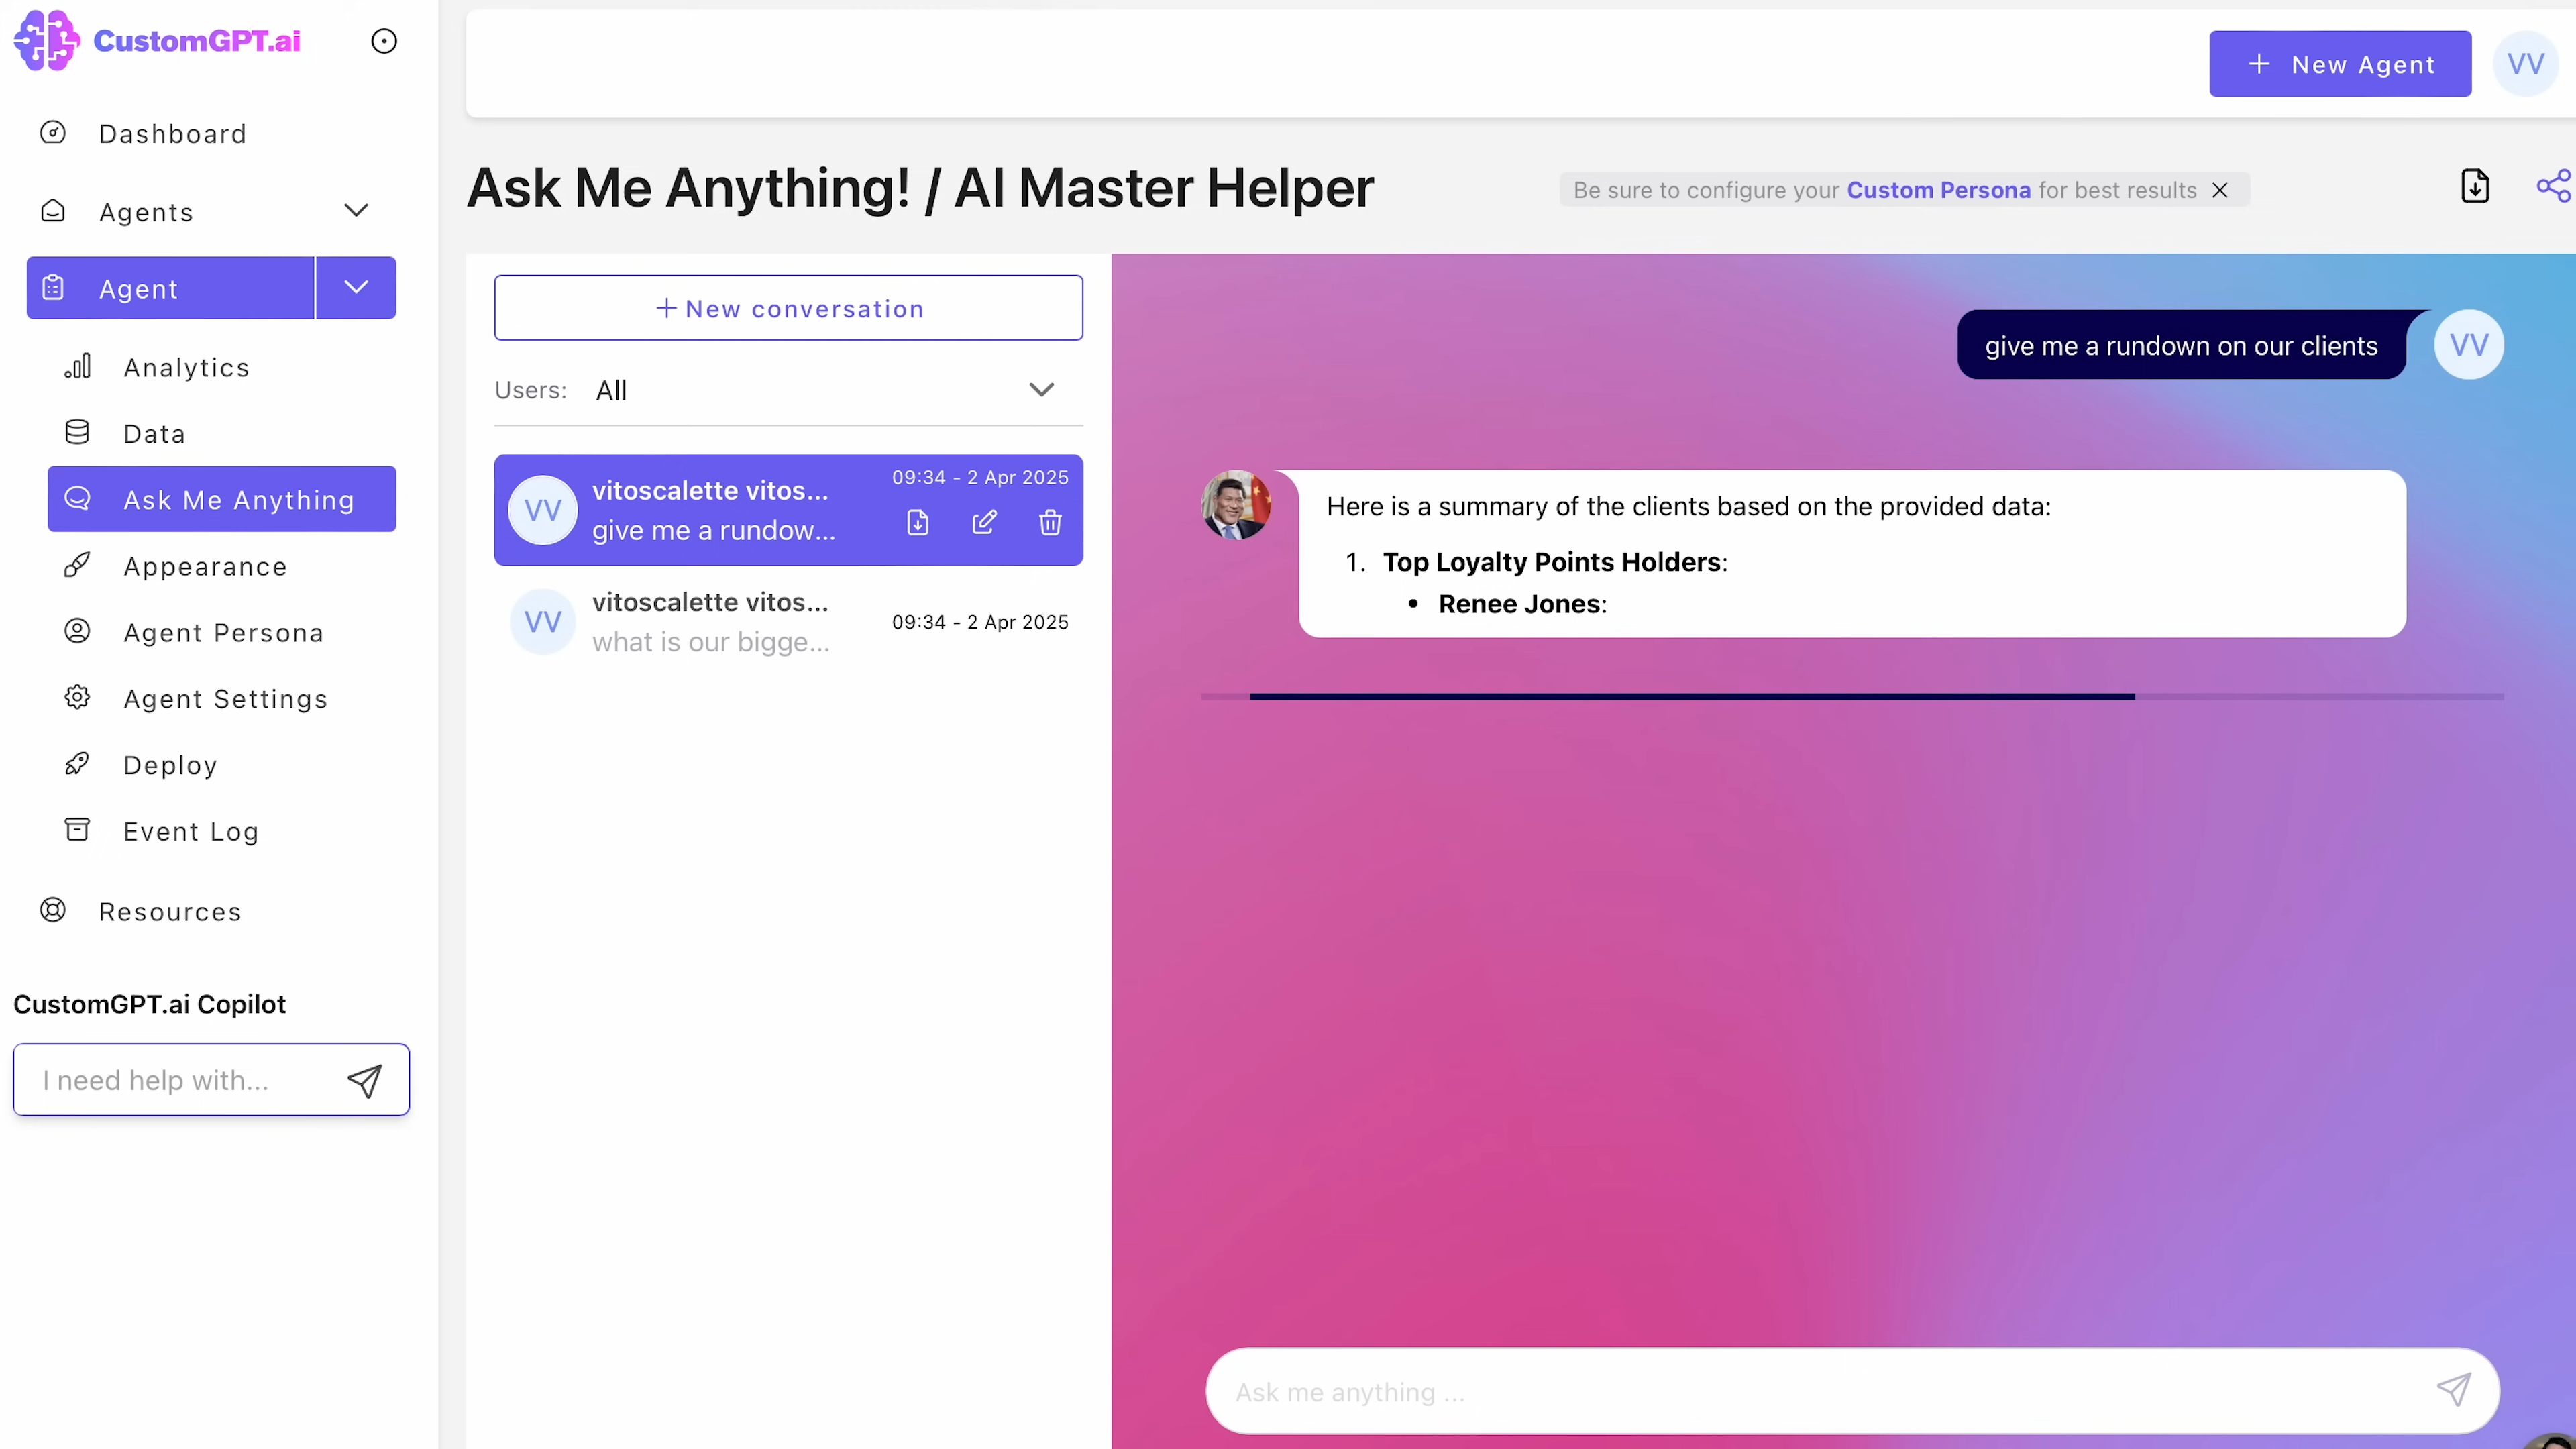 CustomGPT.ai
Dashboard
Agents
Agent
Analytics
Data
Ask Me Anything
Appearance
Agent Persona
Agent Settings
Deploy
Event Log
Resources
CustomGPT.ai Copilot
I need help with...
+ New Agent
VV
Ask Me Anything! / AI Master Helper
Be sure to configure your Custom Persona for best results
+ New conversation
Users: All
VV
vitoscalette vitos...
09:34 - 2 Apr 2025
give me a rundow...
VV
vitoscalette vitos...
09:34 - 2 Apr 2025
what is our bigge...
give me a rundown on our clients
VV
Here is a summary of the clients based on the provided data:
1. Top Loyalty Points Holders:
• Renee Jones:
Ask me anything ...